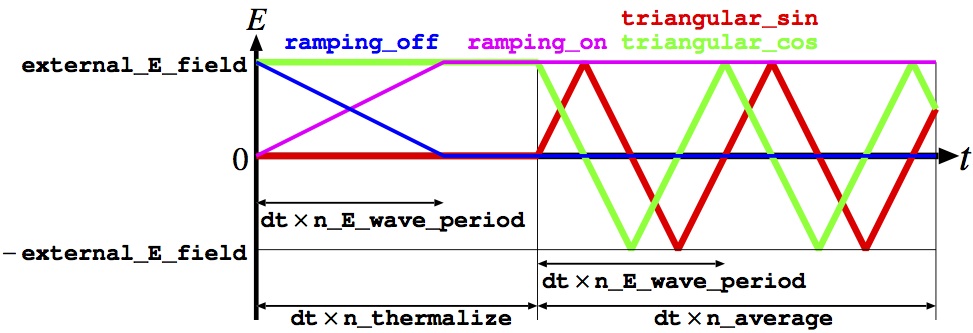 E
ramping_off ramping_on triangular_sin
triangular_cos
external_E_field
0
t
dt×n_E_wave_period
−external_E_field
dt×n_E_wave_period
dt×n_thermalize
dt×n_average